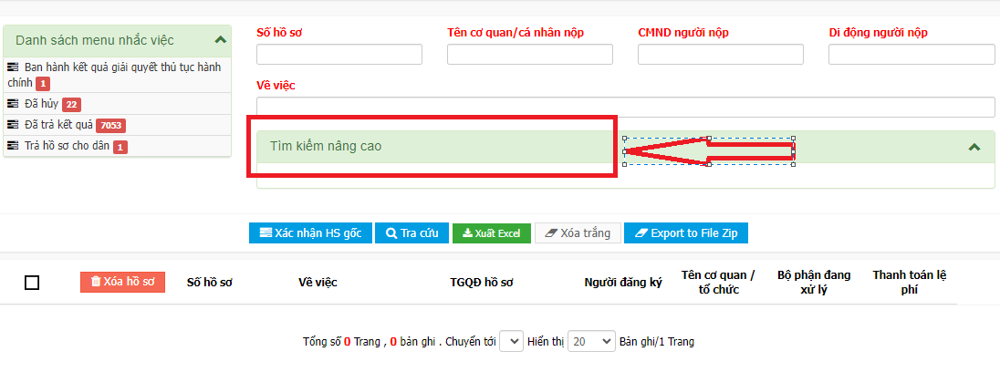 Danh sách menu nhắc việc
Ban hành kết quả giải quyết thủ tục hành
chính 1
Đã hủy 22
Đã trả kết quả 7053
Trả hồ sơ cho dân 1
Số hồ sơ
Tên cơ quan/cá nhân nộp
CMND người nộp
Di động người nộp
Về việc
Tìm kiếm nâng cao
Xác nhận HS gốc
Tra cứu
Xuất Excel
Xóa trắng
Export to File Zip
Xóa hồ sơ
Số hồ sơ
Về việc
TGQĐ hồ sơ
Người đăng ký
Tên cơ quan /
tổ chức
Bộ phận đang
xử lý
Thanh toán lệ
phí
Tổng số 0 Trang , 0 bản ghi . Chuyển tới Hiển thị 20 Bản ghi/1 Trang